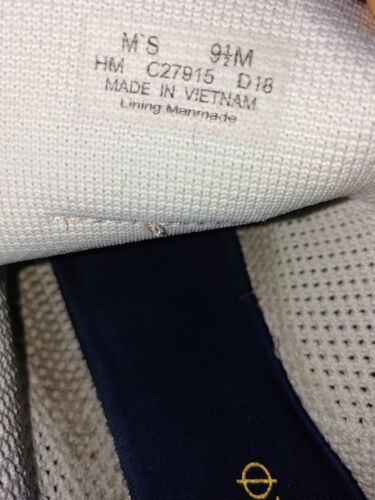 M'S 9½M
HM C27915 D18
MADE IN VIETNAM
Lining:Manmade